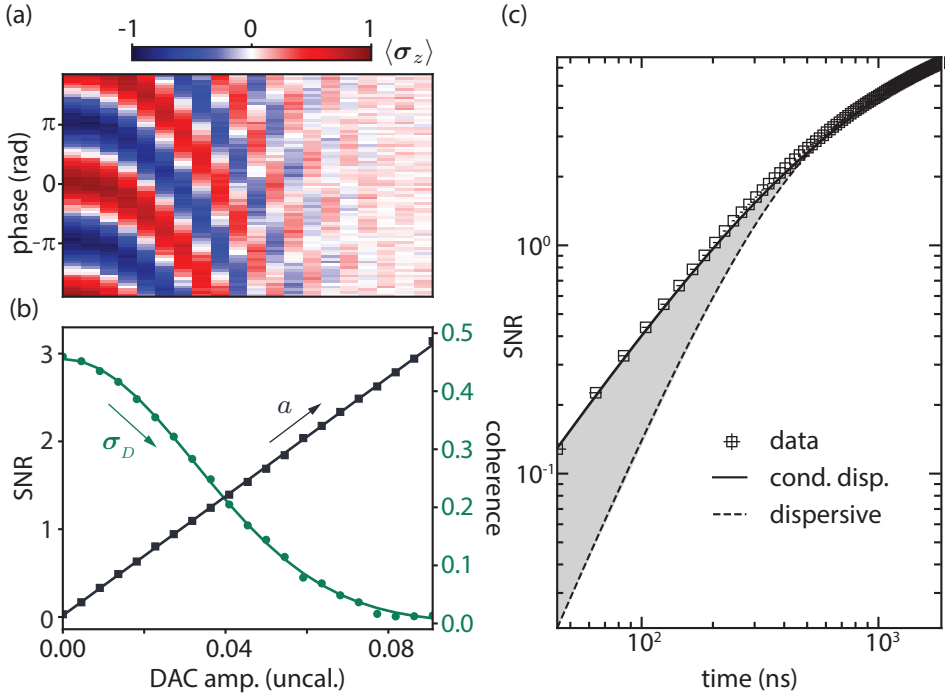 (a)
-1 0 1
⟨σz⟩
phase (rad)
π
0
-π
(b)
SNR
3
2
1
0
σD
a
0.5
0.4
0.3
0.2
0.1
0.0
coherence
0.00 0.04 0.08
DAC amp. (uncal.)
(c)
SNR
10⁰
10⁻¹
data
cond. disp.
dispersive
10² 10³
time (ns)